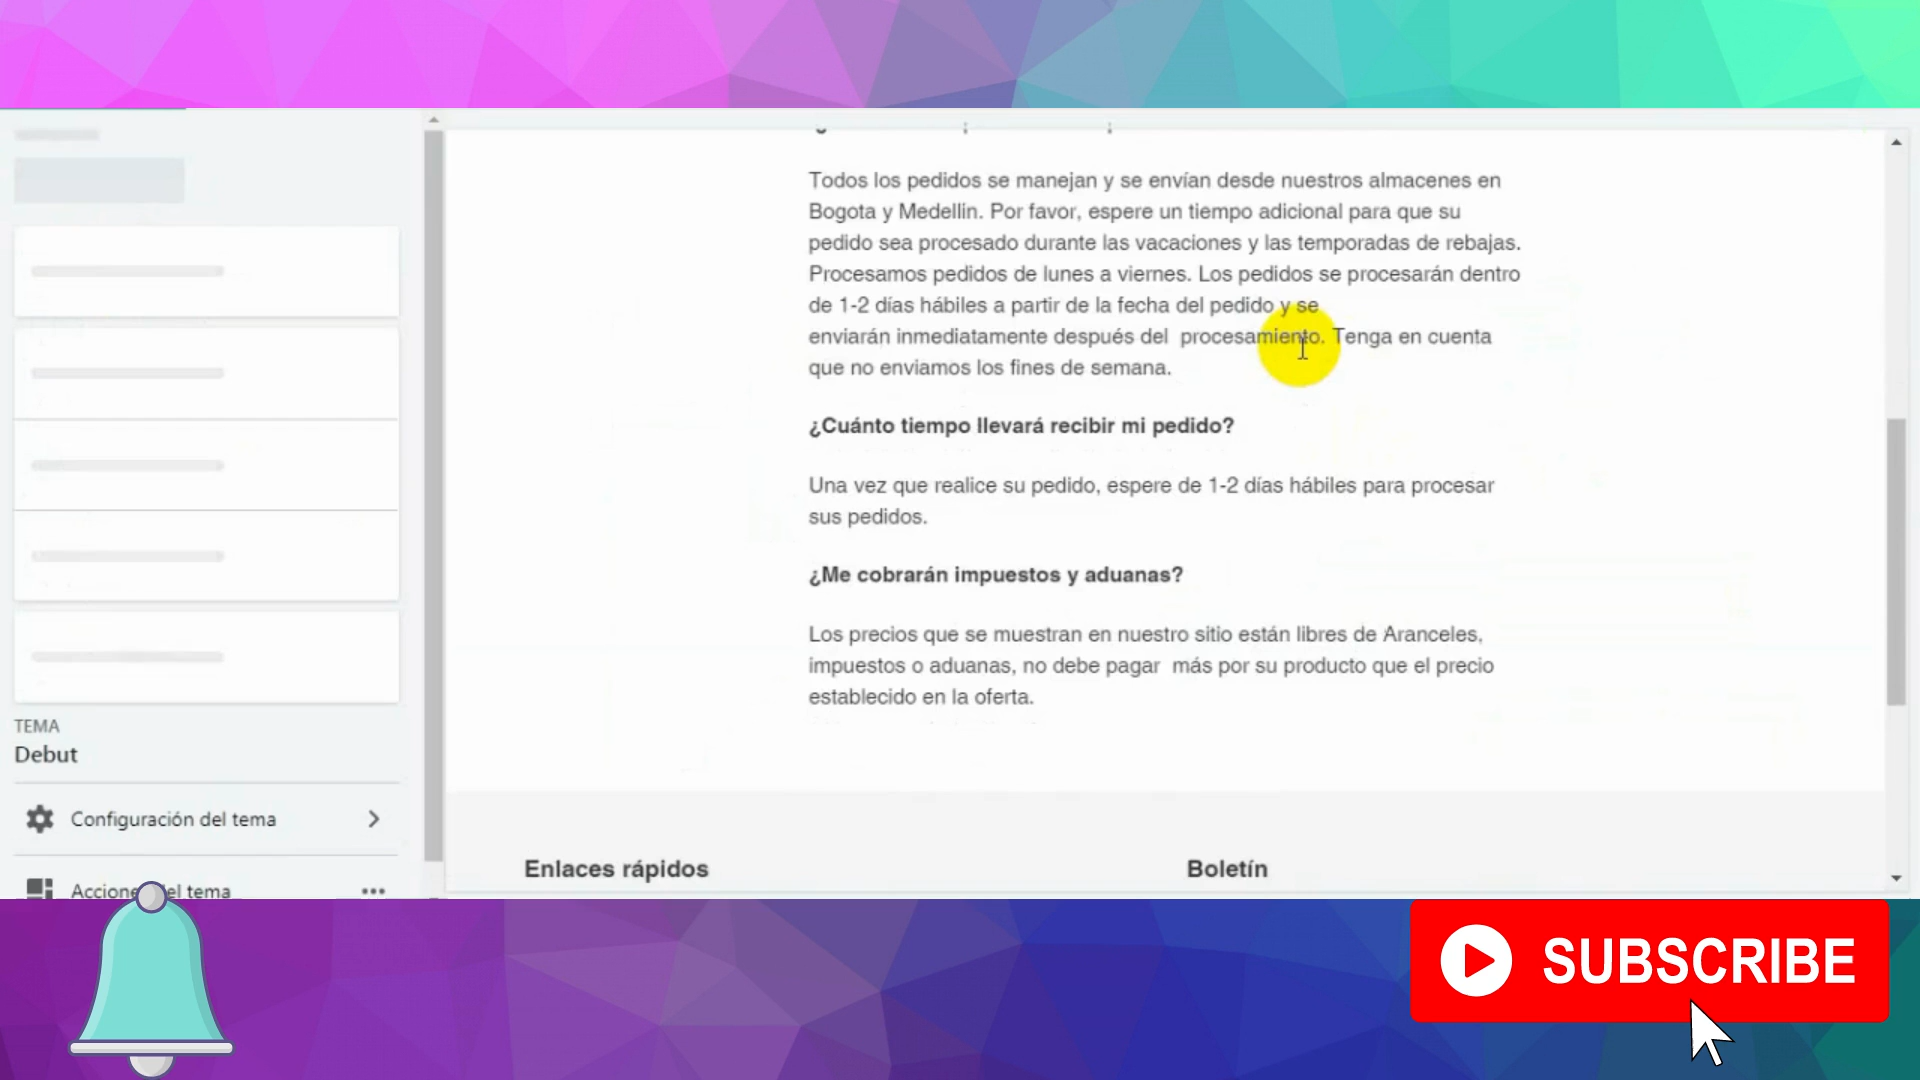 Todos los pedidos se manejan y se envían desde nuestros almacenes en
Bogota y Medellin. Por favor, espere un tiempo adicional para que su
pedido sea procesado durante las vacaciones y las temporadas de rebajas.
Procesamos pedidos de lunes a viernes. Los pedidos se procesarán dentro
de 1-2 días hábiles a partir de la fecha del pedido y se
enviarán inmediatamente después del procesamiento. Tenga en cuenta
que no enviamos los fines de semana.
¿Cuánto tiempo llevará recibir mi pedido?
Una vez que realice su pedido, espere de 1-2 días hábiles para procesar
sus pedidos.
¿Me cobrarán impuestos y aduanas?
Los precios que se muestran en nuestro sitio están libres de Aranceles,
impuestos o aduanas, no debe pagar más por su producto que el precio
establecido en la oferta.
TEMA
Debut
Configuración del tema
Acciones del tema
Enlaces rápidos
Boletín
SUBSCRIBE